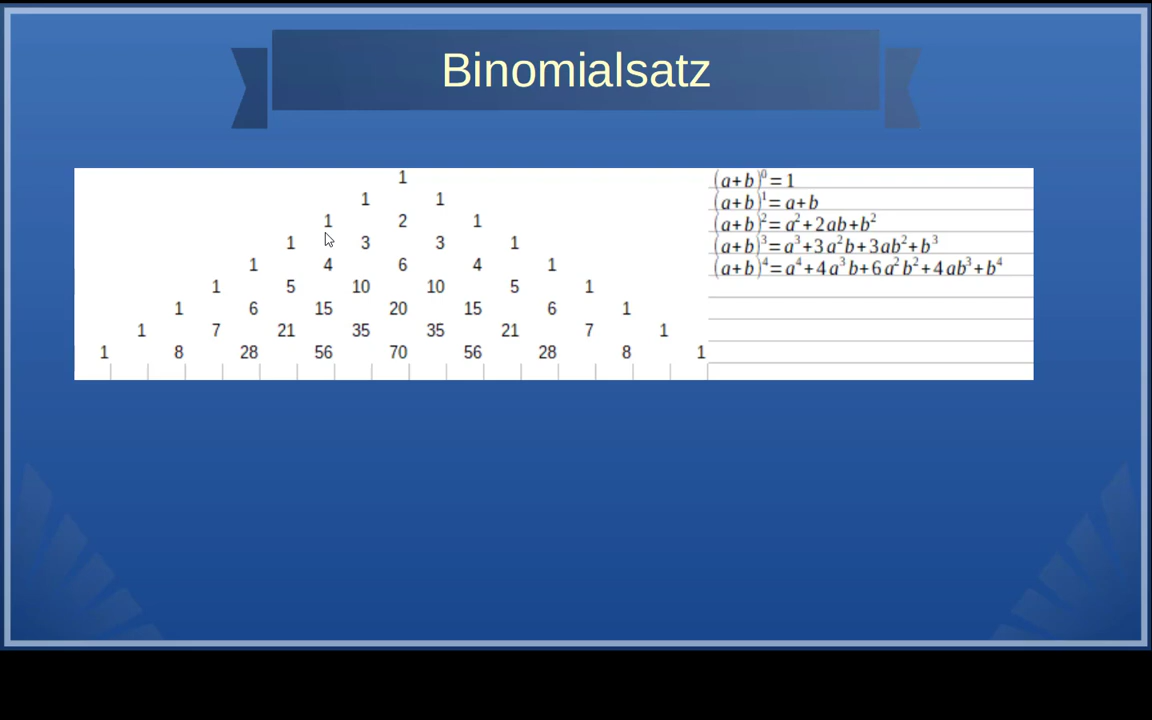 Binomialsatz
1 (a+b)⁰=1
1 1 (a+b)¹=a+b
1 2 1 (a+b)²=a²+2ab+b²
1 3 3 1 (a+b)³=a³+3a²b+3ab²+b³
1 4 6 4 1 (a+b)⁴=a⁴+4a³b+6a²b²+4ab³+b⁴
1 5 10 10 5 1
1 6 15 20 15 6 1
1 7 21 35 35 21 7 1
1 8 28 56 70 56 28 8 1